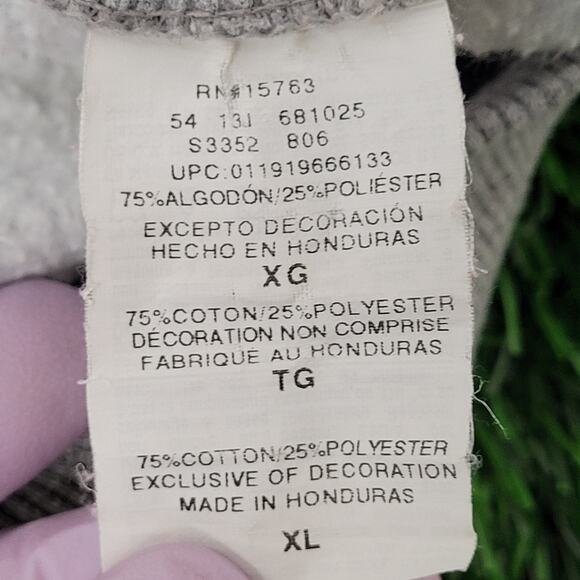 RN#15763
54 13J 681025
S3352 806
UPC:011919666133
75%ALGODÓN/25%POLIÉSTER
EXCEPTO DECORACIÓN
HECHO EN HONDURAS
XG
75%COTON/25%POLYESTER
DÉCORATION NON COMPRISE
FABRIQUÉ AU HONDURAS
TG
75%COTTON/25%POLYESTER
EXCLUSIVE OF DECORATION
MADE IN HONDURAS
XL